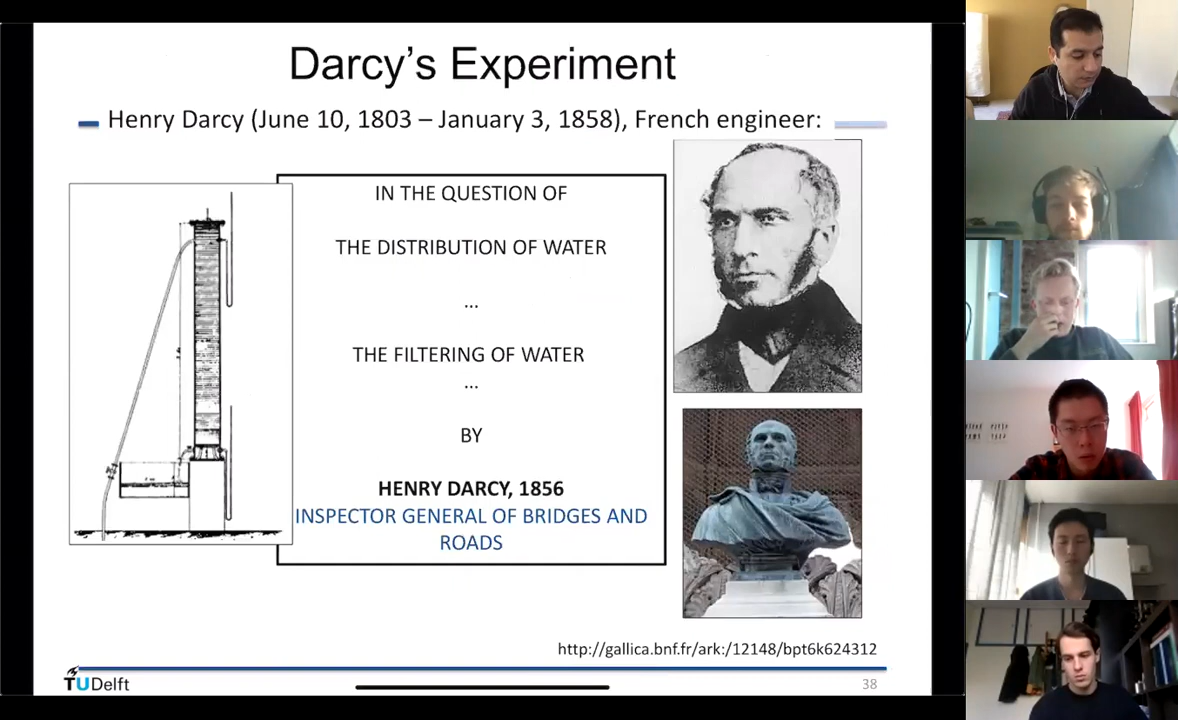 Darcy's Experiment
Henry Darcy (June 10, 1803 – January 3, 1858), French engineer:
IN THE QUESTION OF
THE DISTRIBUTION OF WATER
...
THE FILTERING OF WATER
...
BY
HENRY DARCY, 1856
INSPECTOR GENERAL OF BRIDGES AND
ROADS
http://gallica.bnf.fr/ark:/12148/bpt6k624312
TUDelft
38